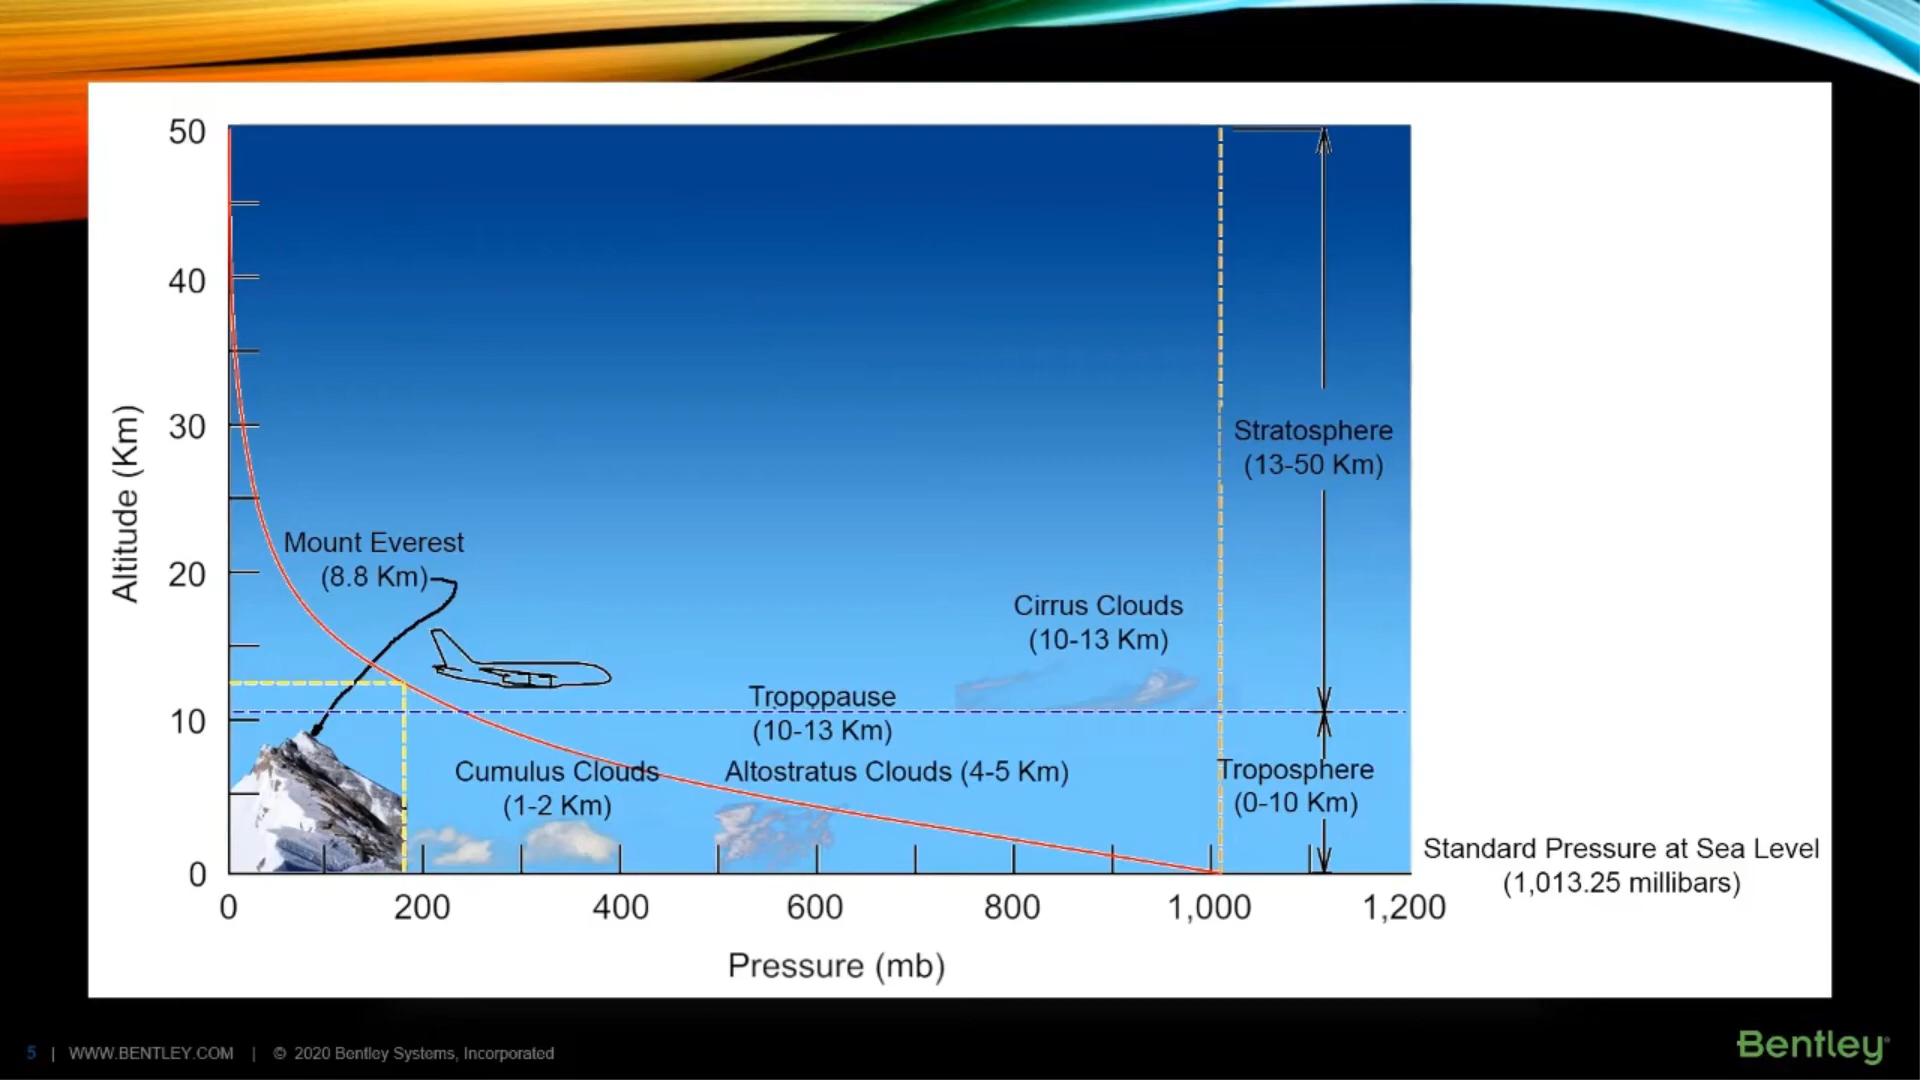 50
40
30
20
10
0
Altitude (Km)
Mount Everest
(8.8 Km)
Cirrus Clouds
(10-13 Km)
Stratosphere
(13-50 Km)
Tropopause
(10-13 Km)
Cumulus Clouds
(1-2 Km)
Altostratus Clouds (4-5 Km)
Troposphere
(0-10 Km)
Standard Pressure at Sea Level
(1,013.25 millibars)
0 200 400 600 800 1,000 1,200
Pressure (mb)
5 | WWW.BENTLEY.COM | © 2020 Bentley Systems, Incorporated
Bentley